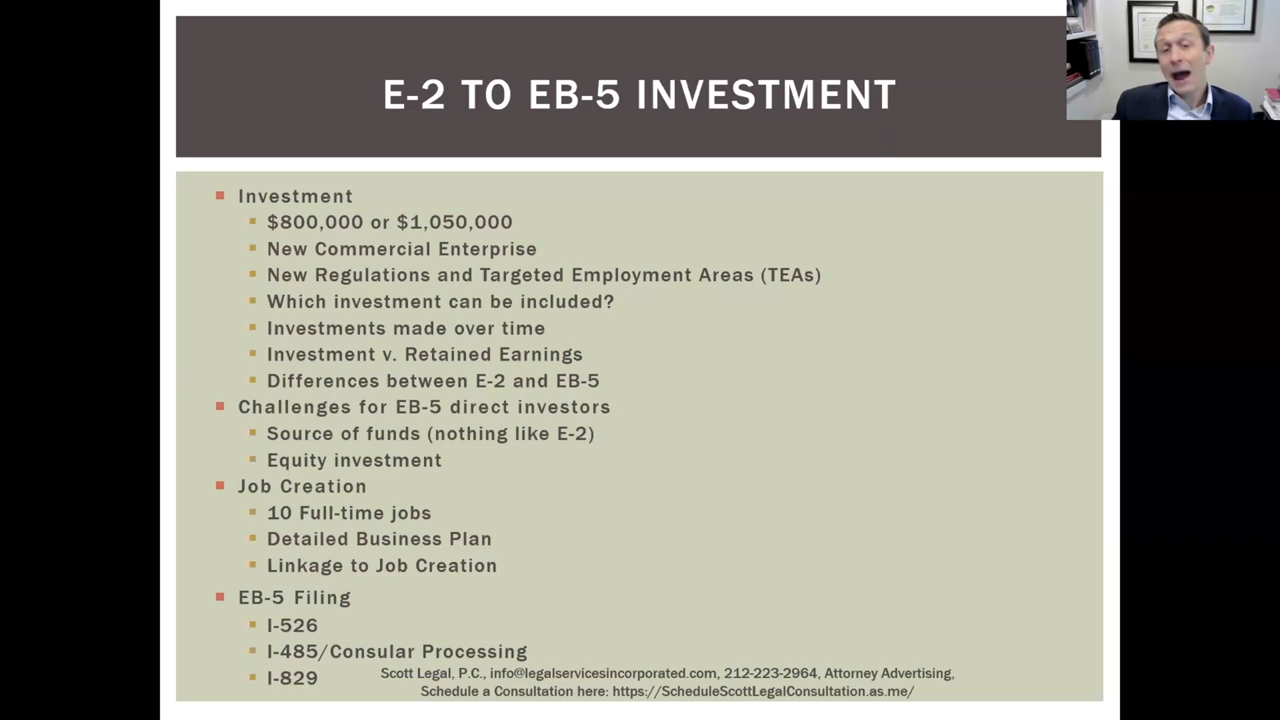 E-2 TO EB-5 INVESTMENT
Investment
$800,000 or $1,050,000
New Commercial Enterprise
New Regulations and Targeted Employment Areas (TEAs)
Which investment can be included?
Investments made over time
Investment v. Retained Earnings
Differences between E-2 and EB-5
Challenges for EB-5 direct investors
Source of funds (nothing like E-2)
Equity investment
Job Creation
10 Full-time jobs
Detailed Business Plan
Linkage to Job Creation
EB-5 Filing
I-526
I-485/Consular Processing
I-829
Scott Legal, P.C., info@legalservicesincorporated.com, 212-223-2964, Attorney Advertising,
Schedule a Consultation here: https://ScheduleScottLegalConsultation.as.me/